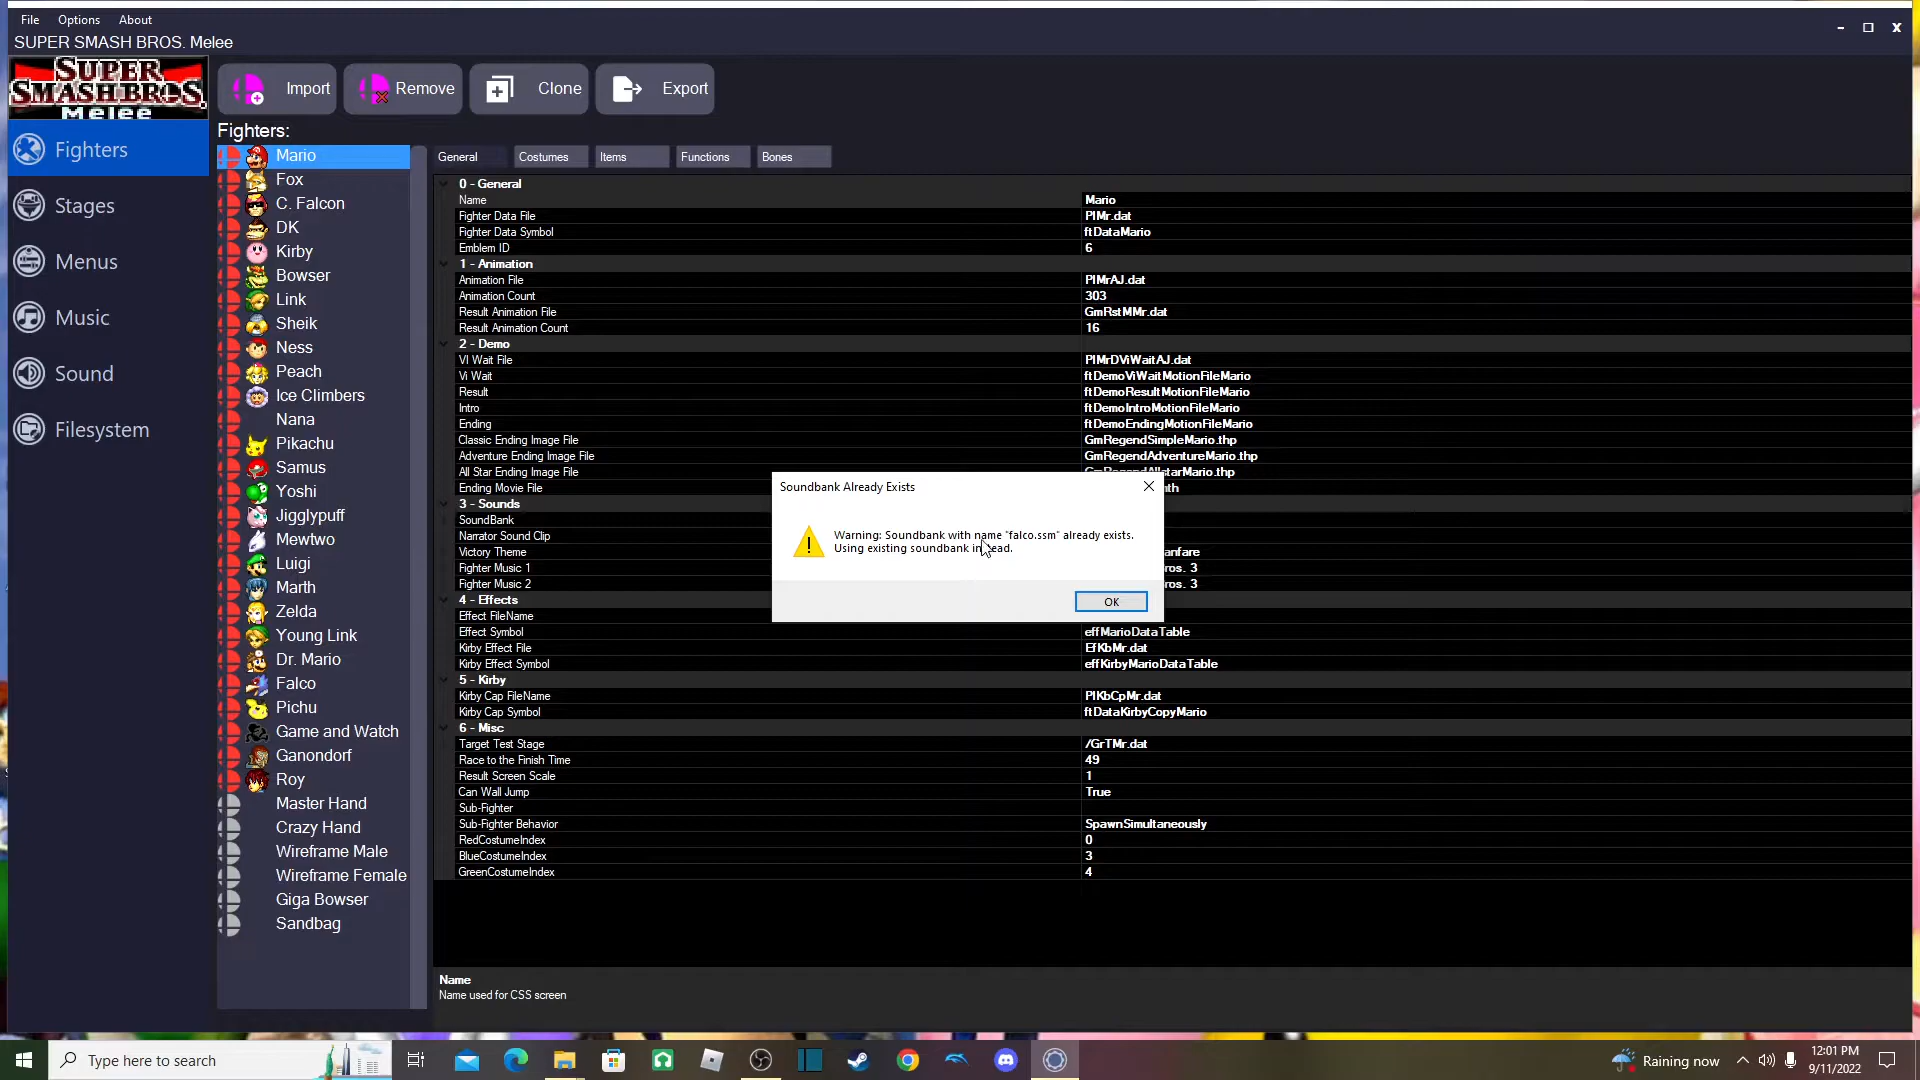 File Options About
SUPER SMASH BROS. Melee
SUPER
SMASH BROS.
Melee
Import
Remove
Clone
Export
Fighters
Stages
Menus
Music
Sound
Filesystem
Fighters:
Mario
Fox
C. Falcon
DK
Kirby
Bowser
Link
Sheik
Ness
Peach
Ice Climbers
Nana
Pikachu
Samus
Yoshi
Jigglypuff
Mewtwo
Luigi
Marth
Zelda
Young Link
Dr. Mario
Falco
Pichu
Game and Watch
Ganondorf
Roy
Master Hand
Crazy Hand
Wireframe Male
Wireframe Female
Giga Bowser
Sandbag
General Costumes Items Functions Bones
0 - General
Name Mario
Fighter Data File PlMr.dat
Fighter Data Symbol ftDataMario
Emblem ID 6
1 - Animation
Animation File PlMrAJ.dat
Animation Count 303
Result Animation File GmRstMMr.dat
Result Animation Count 16
2 - Demo
VI Wait File PlMrDViWaitAJ.dat
Vi Wait ftDemoViWaitMotionFileMario
Result ftDemoResultMotionFileMario
Intro ftDemoIntroMotionFileMario
Ending ftDemoEndingMotionFileMario
Classic Ending Image File GmRegendSimpleMario.thp
Adventure Ending Image File GmRegendAdventureMario.thp
All Star Ending Image File GmRegendAllstarMario.thp
Ending Movie File th
3 - Sounds
SoundBank
Narrator Sound Clip
Victory Theme anfare
Fighter Music 1 ros. 3
Fighter Music 2 ros. 3
4 - Effects
Effect FileName
Effect Symbol effMarioDataTable
Kirby Effect File EfKbMr.dat
Kirby Effect Symbol effKirbyMarioDataTable
5 - Kirby
Kirby Cap FileName PlKbCpMr.dat
Kirby Cap Symbol ftDataKirbyCopyMario
6 - Misc
Target Test Stage /GrTMr.dat
Race to the Finish Time 49
Result Screen Scale 1
Can Wall Jump True
Sub-Fighter
Sub-Fighter Behavior SpawnSimultaneously
RedCostumeIndex 0
BlueCostumeIndex 3
GreenCostumeIndex 4
Soundbank Already Exists
Warning: Soundbank with name "falco.ssm" already exists.
Using existing soundbank instead.
OK
Name
Name used for CSS screen
Type here to search
Raining now
12:01 PM
9/11/2022